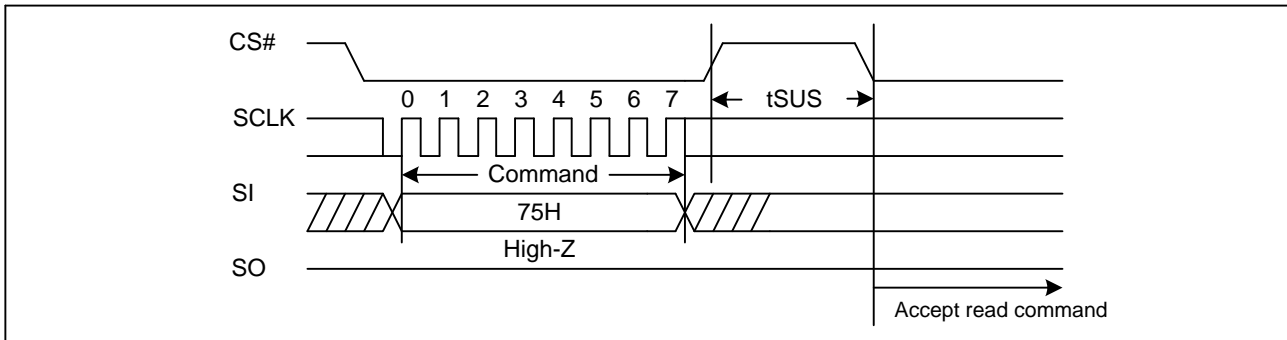 CS#
0 1 2 3 4 5 6 7
tSUS
SCLK
Command
SI
75H
High-Z
SO
Accept read command